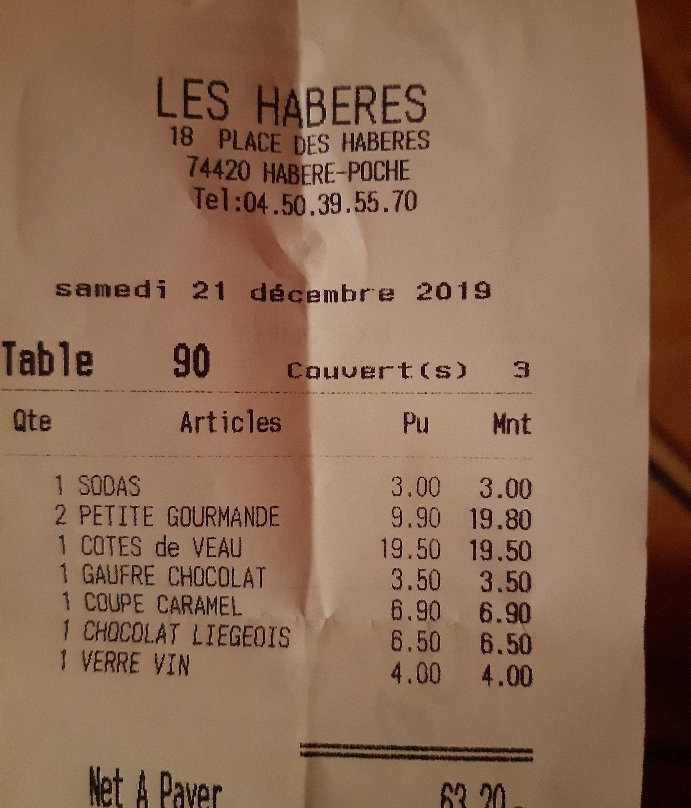 LES HABERES
18 PLACE DES HABERES
74420 HABERE-POCHE
Tel:04.50.39.55.70
samedi 21 décembre 2019
Table 90 Couvert(s) 3
Qte Articles Pu Mnt
1 SODAS 3.00 3.00
2 PETITE GOURMANDE 9.90 19.80
1 COTES de VEAU 19.50 19.50
1 GAUFRE CHOCOLAT 3.50 3.50
1 COUPE CARAMEL 6.90 6.90
1 CHOCOLAT LIEGEOIS 6.50 6.50
1 VERRE VIN 4.00 4.00
Net A Payer 63.20